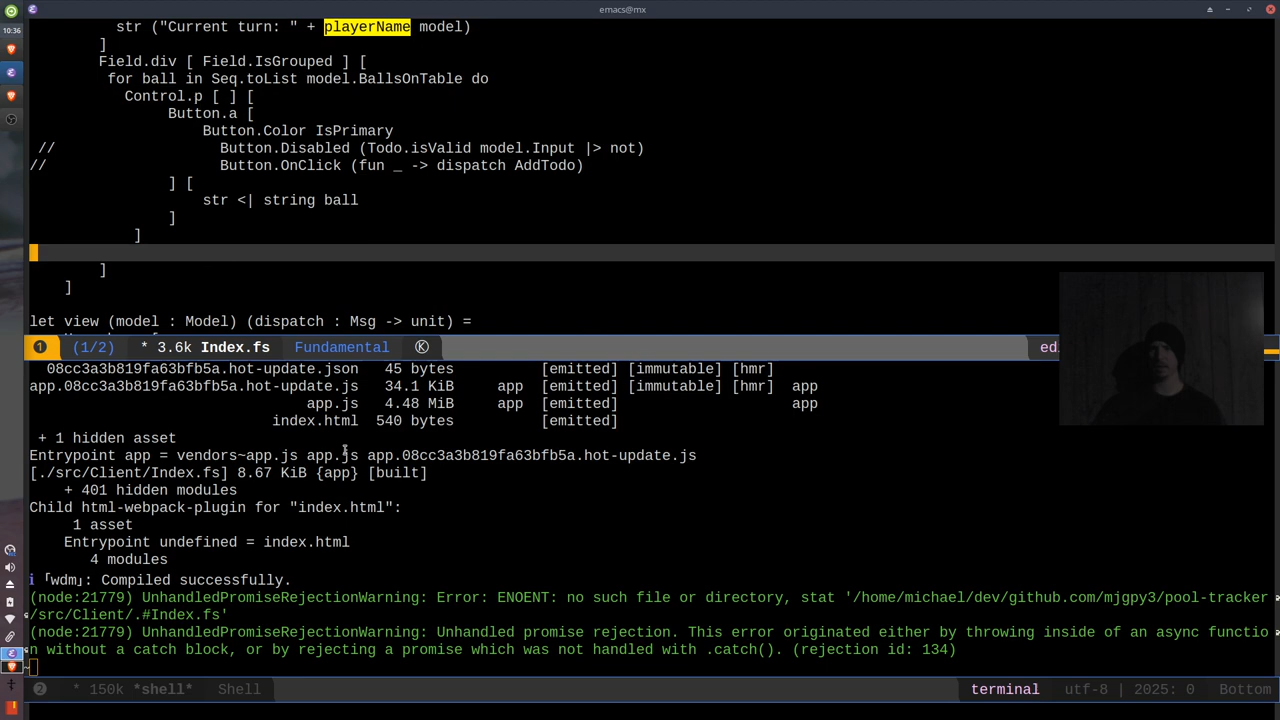 emacs@mx
10:36
str ("Current turn: " + playerName model)
]
Field.div [ Field.IsGrouped ] [
for ball in Seq.toList model.BallsOnTable do
Control.p [ ] [
Button.a [
Button.Color IsPrimary
// Button.Disabled (Todo.isValid model.Input |> not)
// Button.OnClick (fun _ -> dispatch AddTodo)
] [
str <| string ball
]
]
]
]
let view (model : Model) (dispatch : Msg -> unit) =
1 (1/2) * 3.6k Index.fs Fundamental K edi
08cc3a3b819fa63bfb5a.hot-update.json 45 bytes [emitted] [immutable] [hmr]
app.08cc3a3b819fa63bfb5a.hot-update.js 34.1 KiB app [emitted] [immutable] [hmr] app
app.js 4.48 MiB app [emitted] app
index.html 540 bytes [emitted]
+ 1 hidden asset
Entrypoint app = vendors~app.js app.js app.08cc3a3b819fa63bfb5a.hot-update.js
[./src/Client/Index.fs] 8.67 KiB {app} [built]
+ 401 hidden modules
Child html-webpack-plugin for "index.html":
1 asset
Entrypoint undefined = index.html
4 modules
ℹ 「wdm」: Compiled successfully.
(node:21779) UnhandledPromiseRejectionWarning: Error: ENOENT: no such file or directory, stat '/home/michael/dev/github.com/mjgpy3/pool-tracker
/src/Client/.#Index.fs'
(node:21779) UnhandledPromiseRejectionWarning: Unhandled promise rejection. This error originated either by throwing inside of an async functio
n without a catch block, or by rejecting a promise which was not handled with .catch(). (rejection id: 134)
2 * 150k *shell* Shell terminal utf-8 | 2025: 0 Bottom